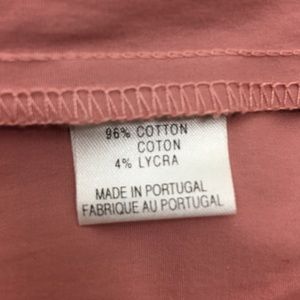 96% COTTON
COTON
4% LYCRA
MADE IN PORTUGAL
FABRIQUE AU PORTUGAL